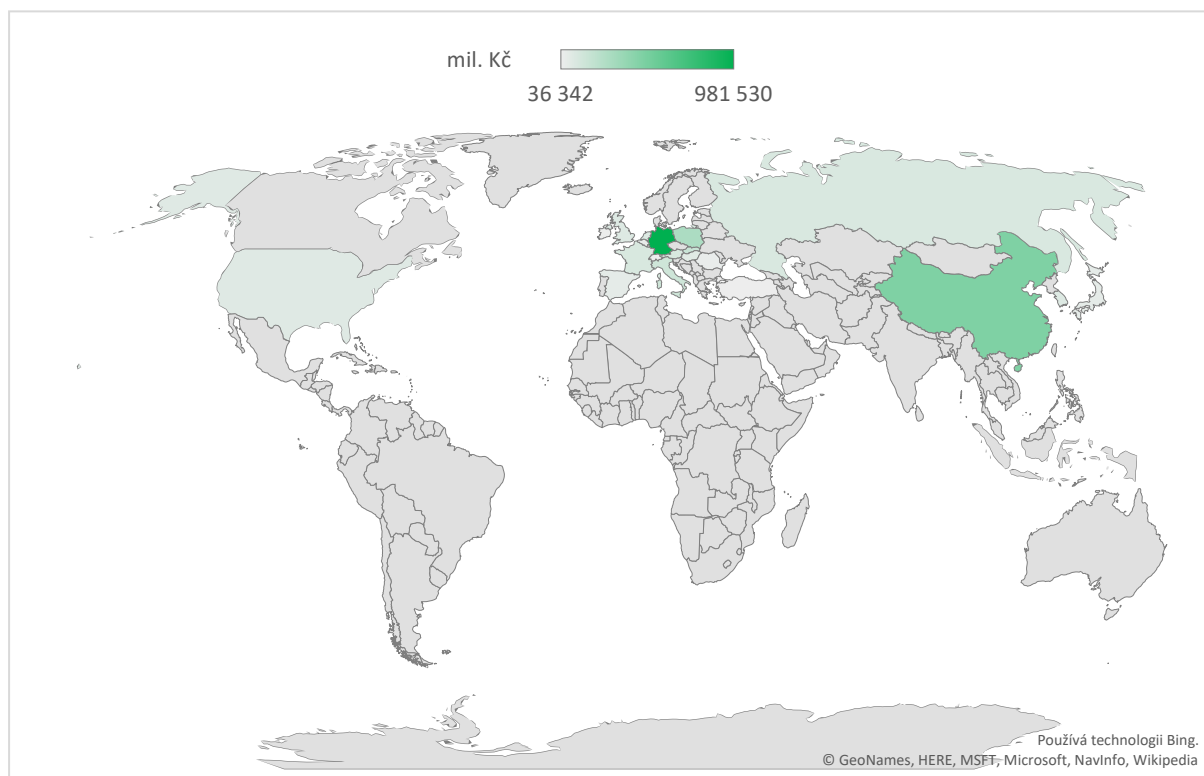 mil. Kč
36 342 981 530
Používá technologii Bing.
© GeoNames, HERE, MSFT, Microsoft, NavInfo, Wikipedia